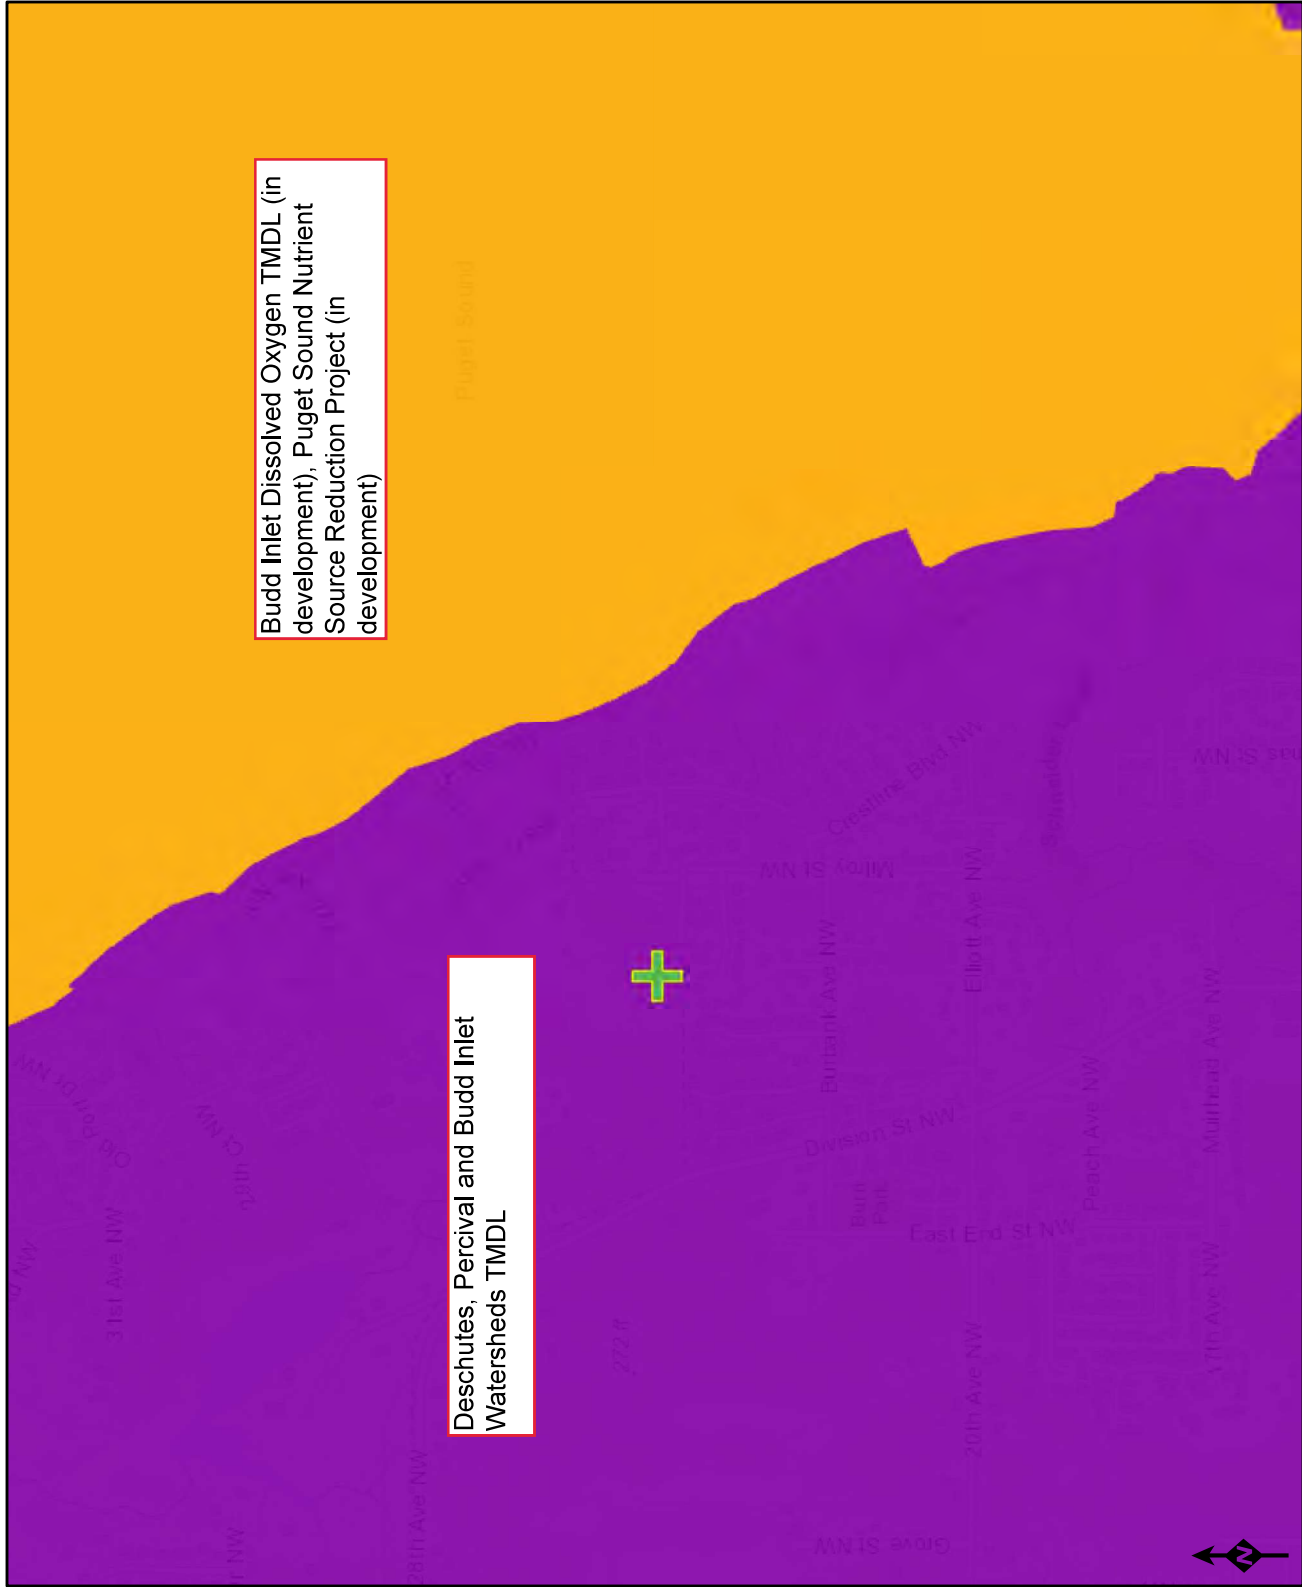 Budd Inlet Dissolved Oxygen TMDL (in
development), Puget Sound Nutrient
Source Reduction Project (in
development)
Puget Sound
Deschutes, Percival and Budd Inlet
Watersheds TMDL
31st Ave NW
28th Ave NW
272 ft
Crestline Blvd NW
Milroy St NW
Burbank Ave NW
Elliott Ave NW
Division St NW
East End St NW
Peach Ave NW
Muirhead Ave NW
20th Ave NW
17th Ave NW
Grove St NW
N